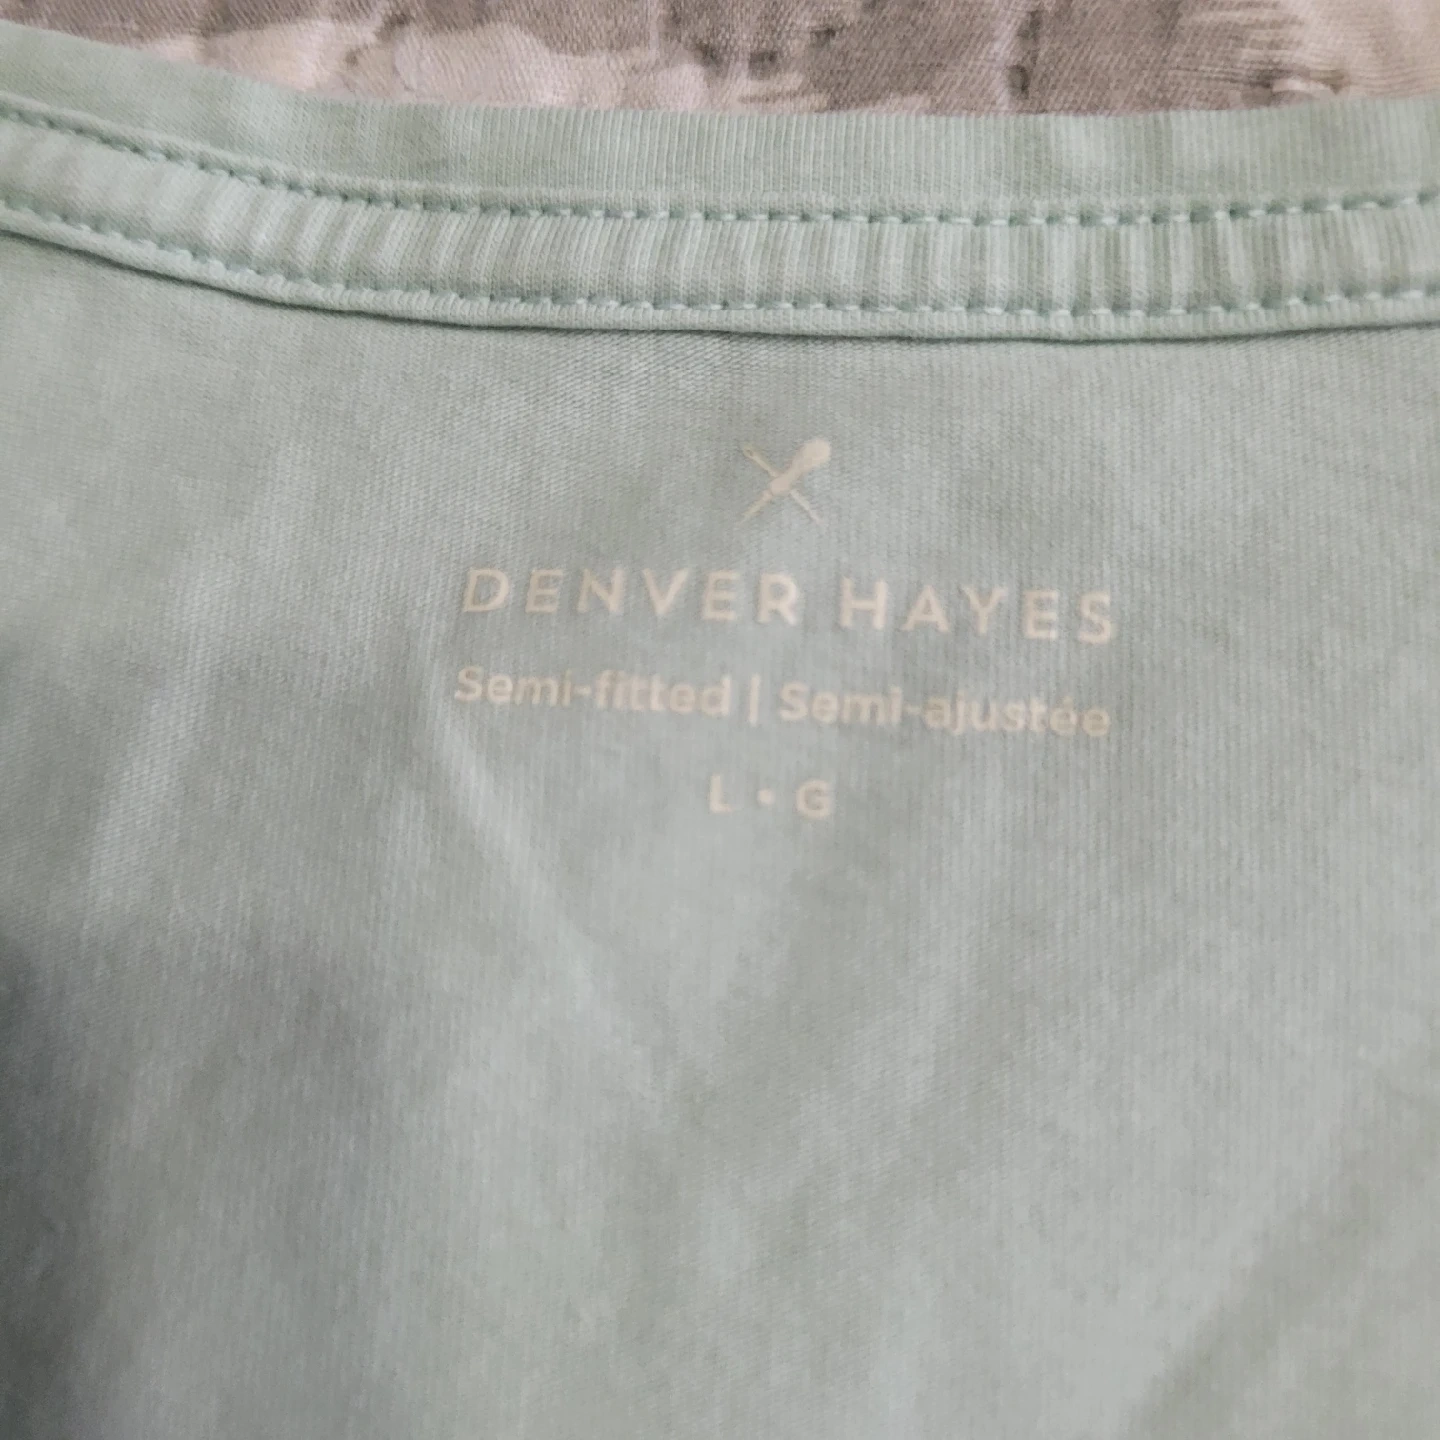 DENVER HAYES
Semi-fitted | Semi-ajustée
L • G